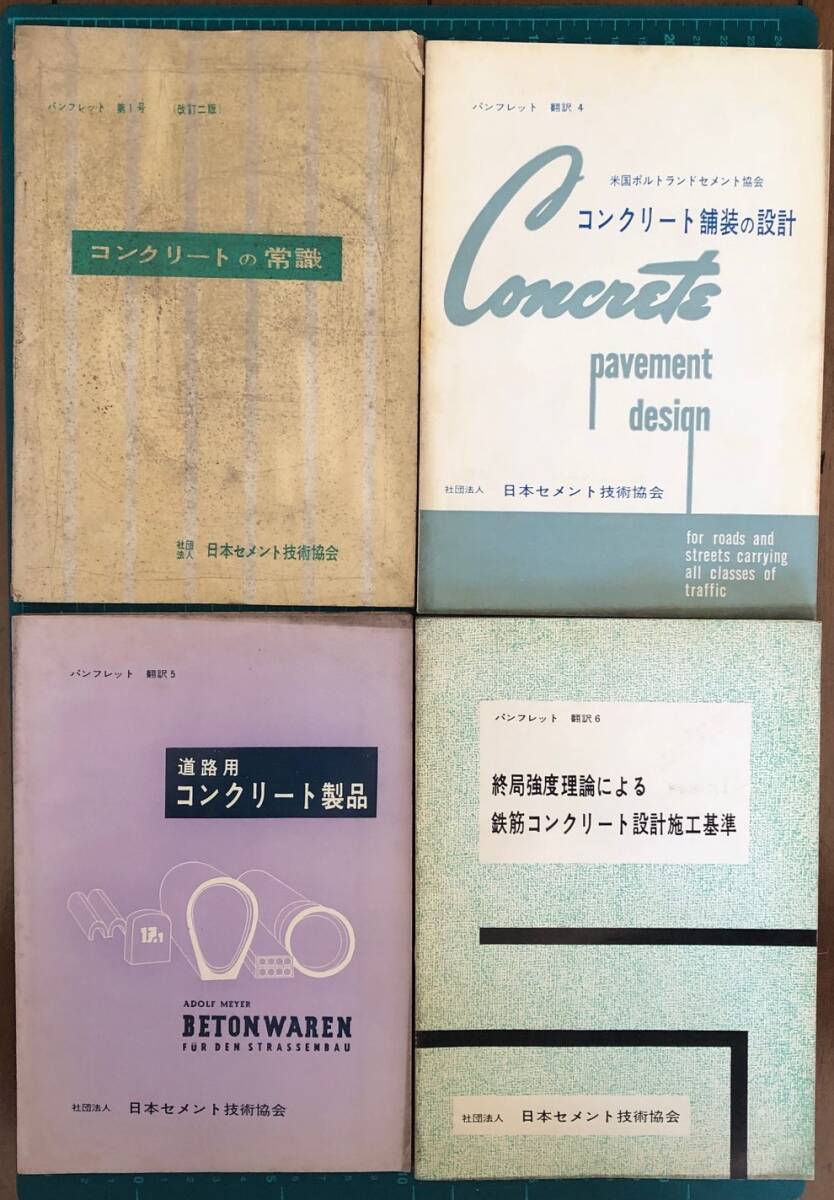 パンフレット 第1号 (改訂二版)
コンクリートの常識
社団法人 日本セメント技術協会
パンフレット 翻訳 4
米国ポルトランドセメント協会
コンクリート舗装の設計
Concrete
pavement
design
社団法人 日本セメント技術協会
for roads and
streets carrying
all classes of
traffic
パンフレット 翻訳 5
道路用
コンクリート製品
17.1
ADOLF MEYER
BETONWAREN
FÜR DEN STRASSENBAU
社団法人 日本セメント技術協会
パンフレット 翻訳 6
終局強度理論による
鉄筋コンクリート設計施工基準
社団法人 日本セメント技術協会